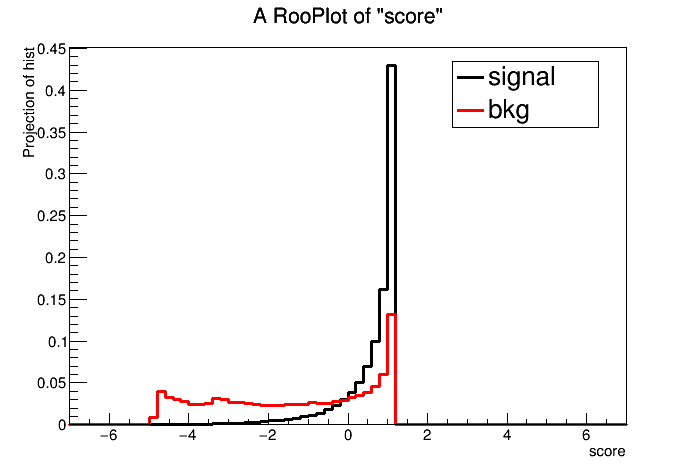 A RooPlot of "score"
Projection of hist
0.45
0.4
0.35
0.3
0.25
0.2
0.15
0.1
0.05
0
signal
bkg
−6 −4 −2 0 2 4 6
score